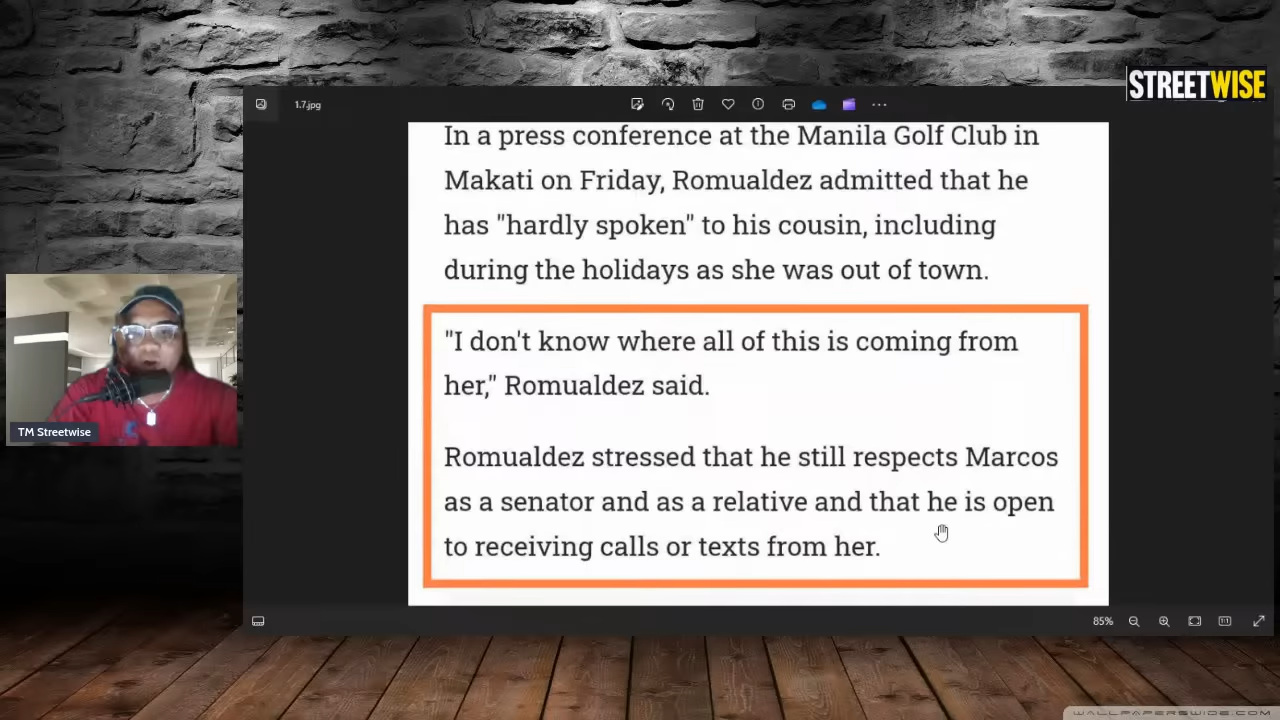 STREETWISE
1.7.jpg
In a press conference at the Manila Golf Club in
Makati on Friday, Romualdez admitted that he
has "hardly spoken" to his cousin, including
during the holidays as she was out of town.
"I don't know where all of this is coming from
her," Romualdez said.
Romualdez stressed that he still respects Marcos
as a senator and as a relative and that he is open
to receiving calls or texts from her.
TM Streetwise
85%
WALLPAPERSWIDE.COM